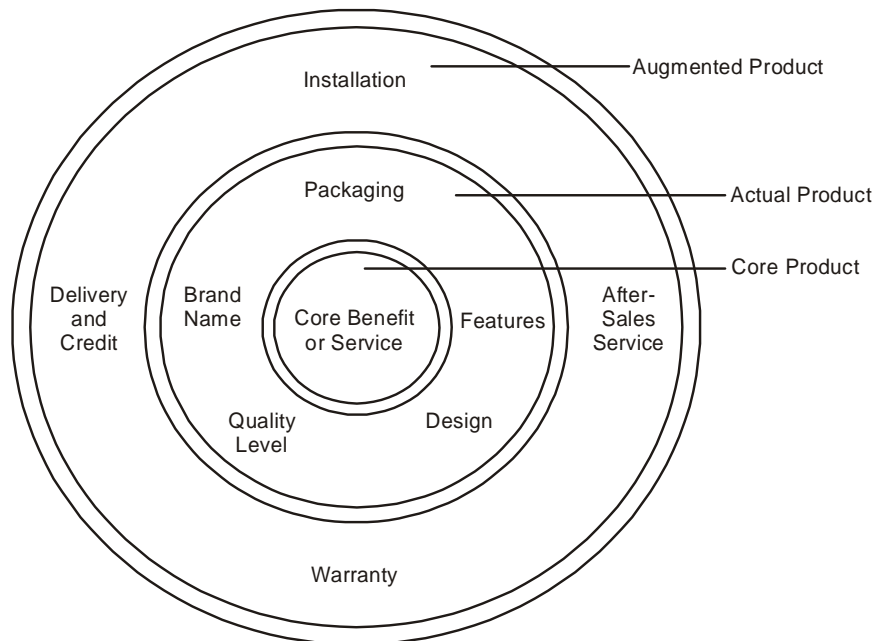 Augmented Product
Installation
Packaging
Actual Product
Core Product
Delivery
and
Credit
Brand
Name
Core Benefit
or Service
Features
After-
Sales
Service
Quality
Level
Design
Warranty